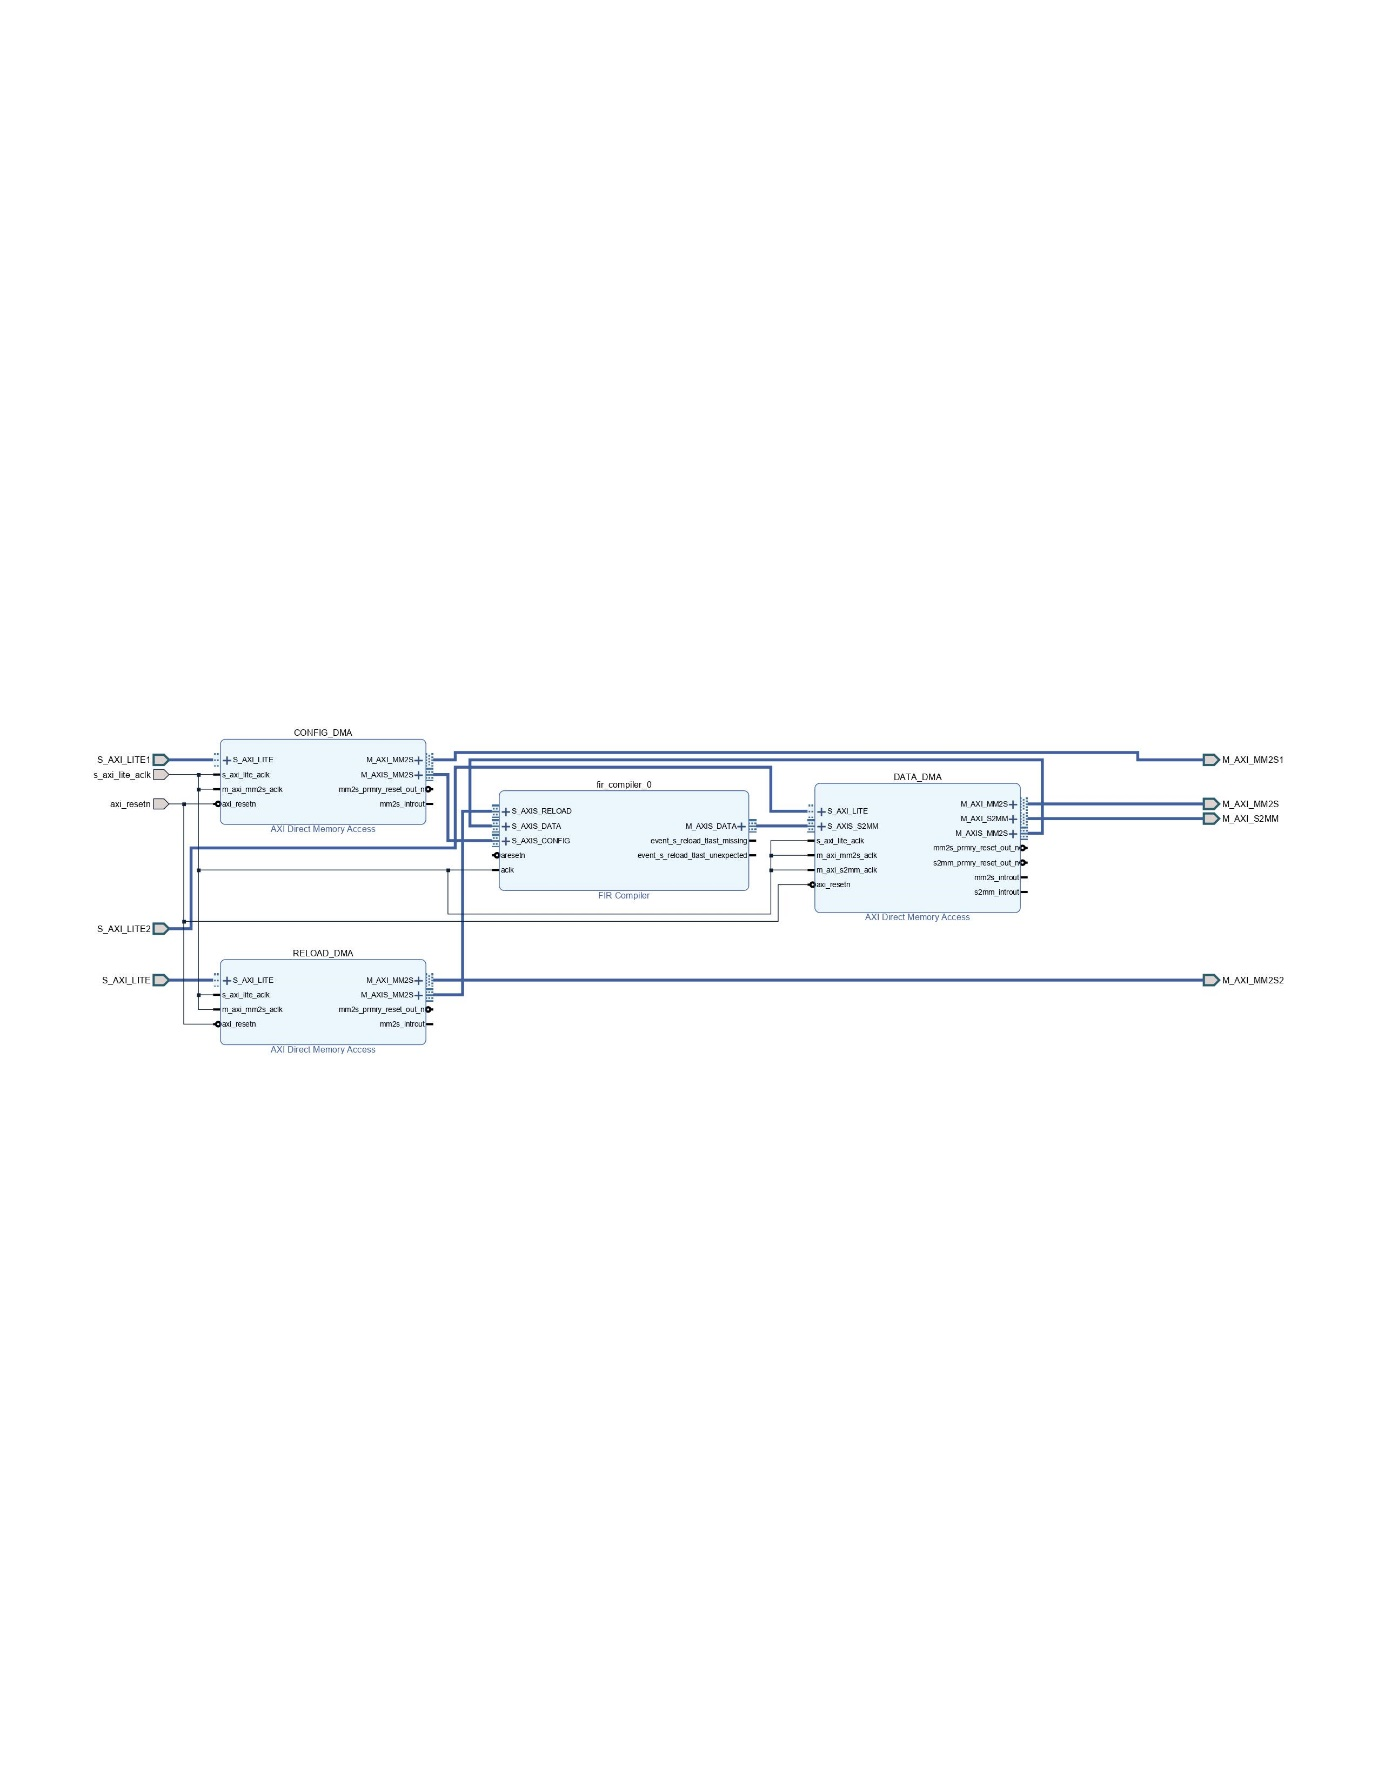 CONFIG_DMA
S_AXI_LITE1
s_axi_lite_aclk
axi_resetn
S_AXI_LITE
s_axi_lite_aclk
m_axi_mm2s_aclk
axi_resetn
M_AXI_MM2S
M_AXIS_MM2S
mm2s_prmry_reset_out_n
mm2s_introut
AXI Direct Memory Access
fir_compiler_0
S_AXIS_RELOAD
S_AXIS_DATA
S_AXIS_CONFIG
aresetn
aclk
M_AXIS_DATA
event_s_reload_tlast_missing
event_s_reload_tlast_unexpected
FIR Compiler
DATA_DMA
S_AXI_LITE
S_AXIS_S2MM
s_axi_lite_aclk
m_axi_mm2s_aclk
m_axi_s2mm_aclk
axi_resetn
M_AXI_MM2S
M_AXI_S2MM
M_AXIS_MM2S
mm2s_prmry_reset_out_n
s2mm_prmry_reset_out_n
mm2s_introut
s2mm_introut
AXI Direct Memory Access
M_AXI_MM2S1
M_AXI_MM2S
M_AXI_S2MM
S_AXI_LITE2
S_AXI_LITE
RELOAD_DMA
S_AXI_LITE
s_axi_lite_aclk
m_axi_mm2s_aclk
axi_resetn
M_AXI_MM2S
M_AXIS_MM2S
mm2s_prmry_reset_out_n
mm2s_introut
AXI Direct Memory Access
M_AXI_MM2S2